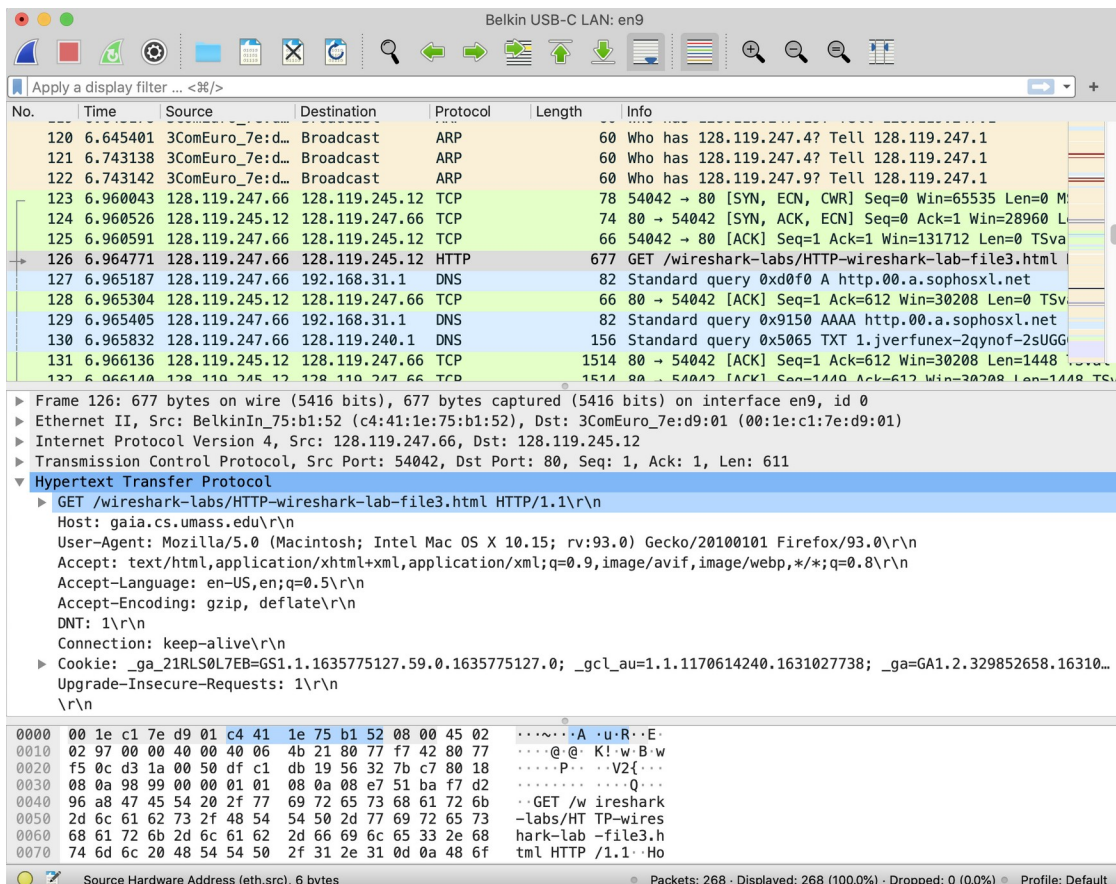 Belkin USB-C LAN: en9
Apply a display filter ... <⌘/>
+
No. Time Source Destination Protocol Length Info
120 6.645401 3ComEuro_7e:d… Broadcast ARP 60 Who has 128.119.247.4? Tell 128.119.247.1
121 6.743138 3ComEuro_7e:d… Broadcast ARP 60 Who has 128.119.247.4? Tell 128.119.247.1
122 6.743142 3ComEuro_7e:d… Broadcast ARP 60 Who has 128.119.247.9? Tell 128.119.247.1
123 6.960043 128.119.247.66 128.119.245.12 TCP 78 54042 → 80 [SYN, ECN, CWR] Seq=0 Win=65535 Len=0 M
124 6.960526 128.119.245.12 128.119.247.66 TCP 74 80 → 54042 [SYN, ACK, ECN] Seq=0 Ack=1 Win=28960 L
125 6.960591 128.119.247.66 128.119.245.12 TCP 66 54042 → 80 [ACK] Seq=1 Ack=1 Win=131712 Len=0 TSva
126 6.964771 128.119.247.66 128.119.245.12 HTTP 677 GET /wireshark-labs/HTTP-wireshark-lab-file3.html
127 6.965187 128.119.247.66 192.168.31.1 DNS 82 Standard query 0xd0f0 A http.00.a.sophosxl.net
128 6.965304 128.119.245.12 128.119.247.66 TCP 66 80 → 54042 [ACK] Seq=1 Ack=612 Win=30208 Len=0 TSv
129 6.965405 128.119.247.66 192.168.31.1 DNS 82 Standard query 0x9150 AAAA http.00.a.sophosxl.net
130 6.965832 128.119.247.66 128.119.240.1 DNS 156 Standard query 0x5065 TXT 1.jverfunex-2qynof-2sUGG
131 6.966136 128.119.245.12 128.119.247.66 TCP 1514 80 → 54042 [ACK] Seq=1 Ack=612 Win=30208 Len=1448
132 6.966140 128.119.245.12 128.119.247.66 TCP 1514 80 → 54042 [ACK] Seq=1449 Ack=612 Win=30208 Len=1448 TSv
Frame 126: 677 bytes on wire (5416 bits), 677 bytes captured (5416 bits) on interface en9, id 0
Ethernet II, Src: BelkinIn_75:b1:52 (c4:41:1e:75:b1:52), Dst: 3ComEuro_7e:d9:01 (00:1e:c1:7e:d9:01)
Internet Protocol Version 4, Src: 128.119.247.66, Dst: 128.119.245.12
Transmission Control Protocol, Src Port: 54042, Dst Port: 80, Seq: 1, Ack: 1, Len: 611
Hypertext Transfer Protocol
GET /wireshark-labs/HTTP-wireshark-lab-file3.html HTTP/1.1\r\n
Host: gaia.cs.umass.edu\r\n
User-Agent: Mozilla/5.0 (Macintosh; Intel Mac OS X 10.15; rv:93.0) Gecko/20100101 Firefox/93.0\r\n
Accept: text/html,application/xhtml+xml,application/xml;q=0.9,image/avif,image/webp,*/*;q=0.8\r\n
Accept-Language: en-US,en;q=0.5\r\n
Accept-Encoding: gzip, deflate\r\n
DNT: 1\r\n
Connection: keep-alive\r\n
Cookie: _ga_21RLS0L7EB=GS1.1.1635775127.59.0.1635775127.0; _gcl_au=1.1.1170614240.1631027738; _ga=GA1.2.329852658.16310…
Upgrade-Insecure-Requests: 1\r\n
\r\n
0000 00 1e c1 7e d9 01 c4 41 1e 75 b1 52 08 00 45 02 ···~···A ·u·R··E·
0010 02 97 00 00 40 00 40 06 4b 21 80 77 f7 42 80 77 ····@·@· K!·w·B·w
0020 f5 0c d3 1a 00 50 df c1 db 19 56 32 7b c7 80 18 ·····P·· ··V2{···
0030 08 0a 98 99 00 00 01 01 08 0a 08 e7 51 ba f7 d2 ········ ····Q···
0040 96 a8 47 45 54 20 2f 77 69 72 65 73 68 61 72 6b ··GET /w ireshark
0050 2d 6c 61 62 73 2f 48 54 54 50 2d 77 69 72 65 73 -labs/HT TP-wires
0060 68 61 72 6b 2d 6c 61 62 2d 66 69 6c 65 33 2e 68 hark-lab -file3.h
0070 74 6d 6c 20 48 54 54 50 2f 31 2e 31 0d 0a 48 6f tml HTTP /1.1··Ho
Source Hardware Address (eth.src), 6 bytes Packets: 268 · Displayed: 268 (100.0%) · Dropped: 0 (0.0%) Profile: Default